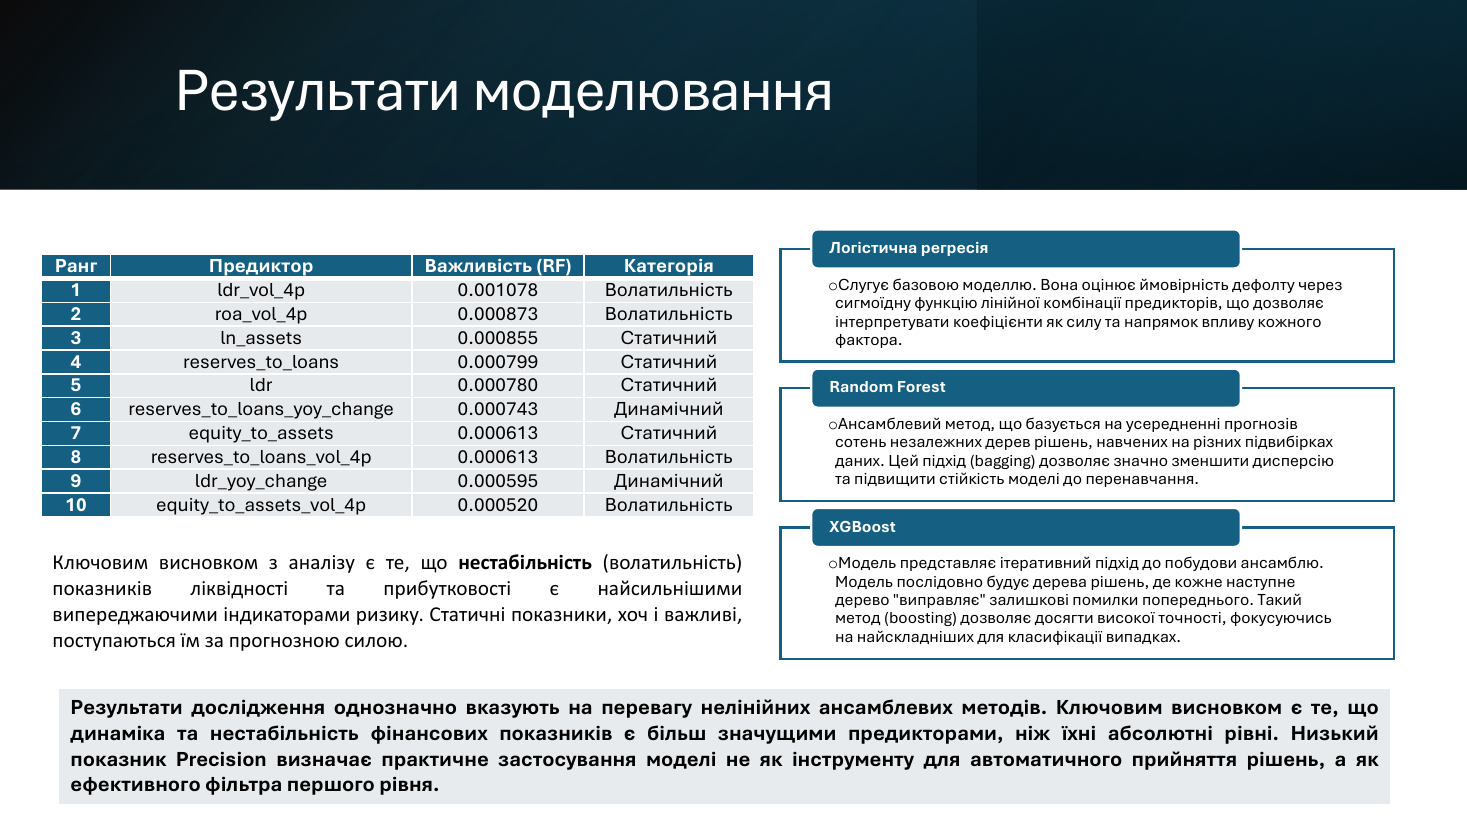 Результати моделювання
Ранг Предиктор Важливість (RF) Категорія
1 ldr_vol_4p 0.001078 Волатильність
2 roa_vol_4p 0.000873 Волатильність
3 ln_assets 0.000855 Статичний
4 reserves_to_loans 0.000799 Статичний
5 ldr 0.000780 Статичний
6 reserves_to_loans_yoy_change 0.000743 Динамічний
7 equity_to_assets 0.000613 Статичний
8 reserves_to_loans_vol_4p 0.000613 Волатильність
9 ldr_yoy_change 0.000595 Динамічний
10 equity_to_assets_vol_4p 0.000520 Волатильність
Ключовим висновком з аналізу є те, що нестабільність (волатильність)
показників ліквідності та прибутковості є найсильнішими
випереджаючими індикаторами ризику. Статичні показники, хоч і важливі,
поступаються їм за прогнозною силою.
Логістична регресія
○Слугує базовою моделлю. Вона оцінює ймовірність дефолту через
сигмоїдну функцію лінійної комбінації предикторів, що дозволяє
інтерпретувати коефіцієнти як силу та напрямок впливу кожного
фактора.
Random Forest
○Ансамблевий метод, що базується на усередненні прогнозів
сотень незалежних дерев рішень, навчених на різних підвибірках
даних. Цей підхід (bagging) дозволяє значно зменшити дисперсію
та підвищити стійкість моделі до перенавчання.
XGBoost
○Модель представляє ітеративний підхід до побудови ансамблю.
Модель послідовно будує дерева рішень, де кожне наступне
дерево "виправляє" залишкові помилки попереднього. Такий
метод (boosting) дозволяє досягти високої точності, фокусуючись
на найскладніших для класифікації випадках.
Результати дослідження однозначно вказують на перевагу нелінійних ансамблевих методів. Ключовим висновком є те, що
динаміка та нестабільність фінансових показників є більш значущими предикторами, ніж їхні абсолютні рівні. Низький
показник Precision визначає практичне застосування моделі не як інструменту для автоматичного прийняття рішень, а як
ефективного фільтра першого рівня.